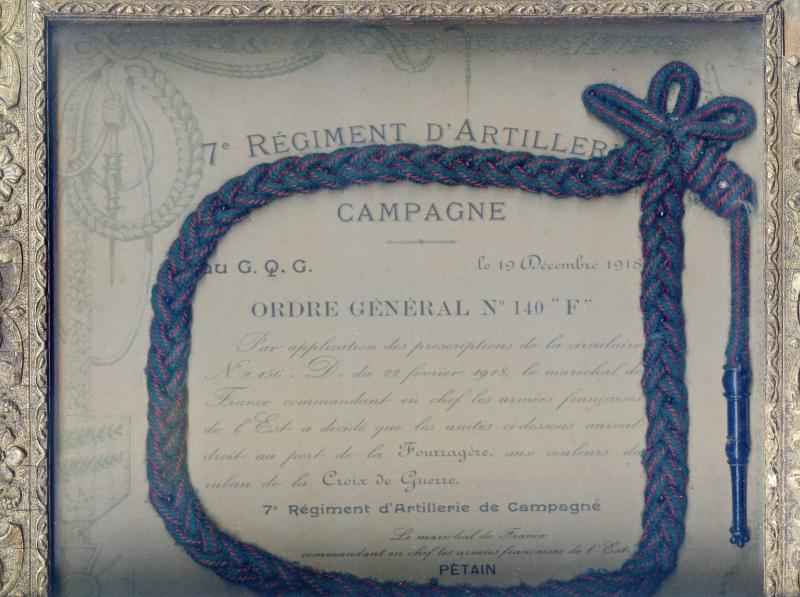 7e RÉGIMENT D'ARTILLERI
CAMPAGNE
au G. Q. G.
le 19 Décembre 1918
ORDRE GÉNÉRAL No 140 "F"
Par application des prescriptions de la circulaire
No 2.156 - D. du 22 février 1918, le maréchal de
France commandant en chef les armées françaises
de l'Est a décidé que les unités ci-dessous auront
droit au port de la Fourragère, aux couleurs du
ruban de la Croix de Guerre.
7e Régiment d'Artillerie de Campagne
Le maréchal de France
commandant en chef les armées françaises de l'Est,
PÉTAIN